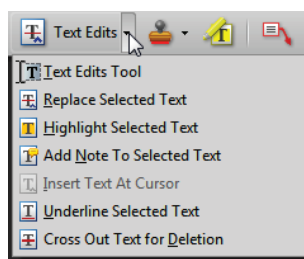 Text Edits
Text Edits Tool
Replace Selected Text
Highlight Selected Text
Add Note To Selected Text
Insert Text At Cursor
Underline Selected Text
Cross Out Text for Deletion